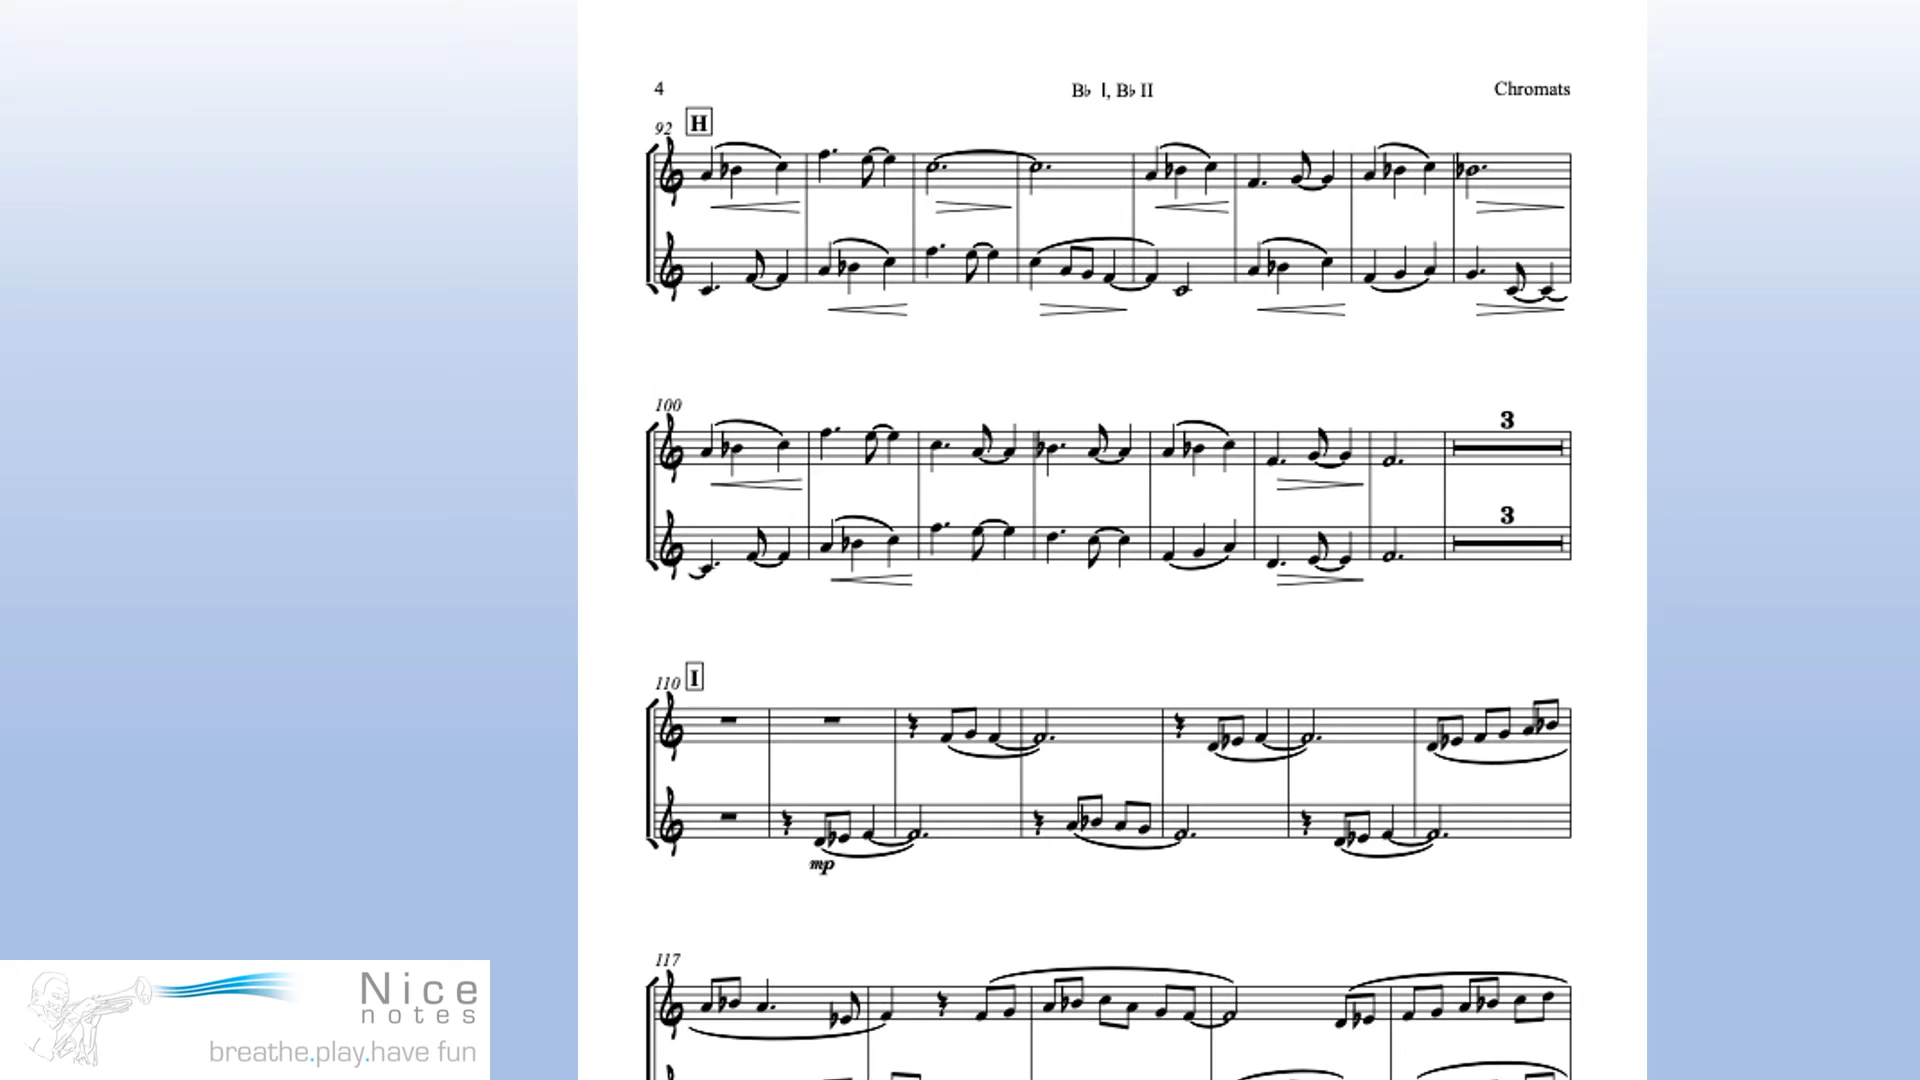 4
B♭ I, B♭ II
Chromats
92
H
100
3
3
110
I
mp
117
Nice
notes
breathe.play.have fun